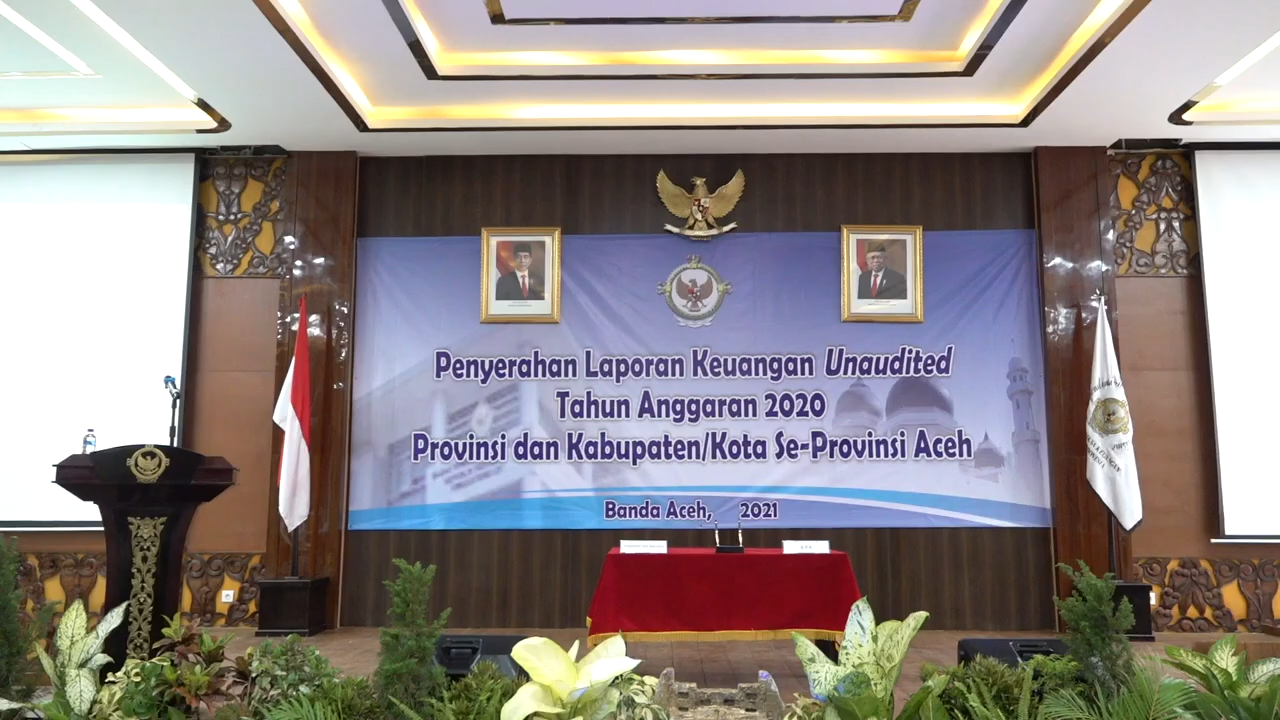 Penyerahan Laporan Keuangan Unaudited
Tahun Anggaran 2020
Provinsi dan Kabupaten/Kota Se-Provinsi Aceh
Banda Aceh, 2021